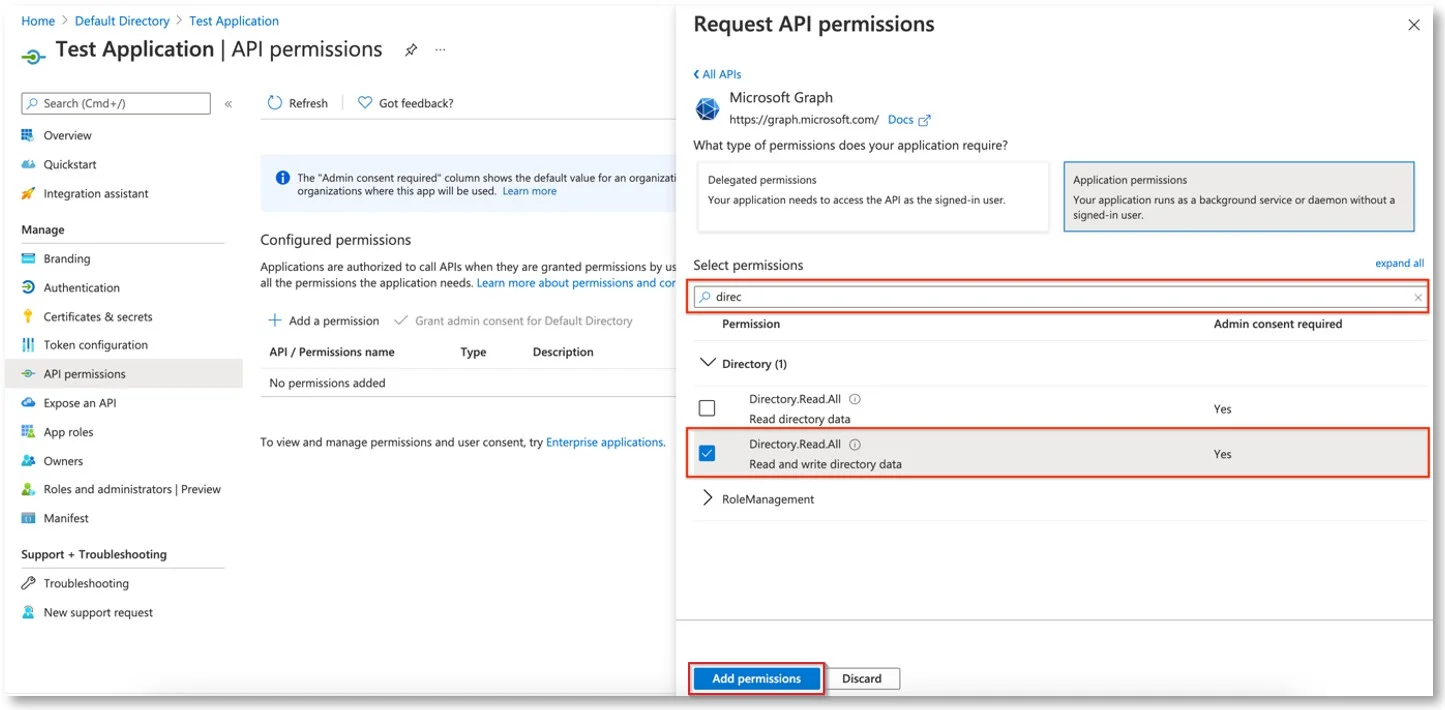 Home > Default Directory > Test Application
Test Application | API permissions
Search (Cmd+/)
Overview
Quickstart
Integration assistant
Manage
Branding
Authentication
Certificates & secrets
Token configuration
API permissions
Expose an API
App roles
Owners
Roles and administrators | Preview
Manifest
Support + Troubleshooting
Troubleshooting
New support request
Refresh
Got feedback?
The "Admin consent required" column shows the default value for an organizati
organizations where this app will be used. Learn more
Configured permissions
Applications are authorized to call APIs when they are granted permissions by us
all the permissions the application needs. Learn more about permissions and con
Add a permission
Grant admin consent for Default Directory
API / Permissions name Type Description
No permissions added
To view and manage permissions and user consent, try Enterprise applications.
Request API permissions
All APIs
Microsoft Graph
https://graph.microsoft.com/ Docs
What type of permissions does your application require?
Delegated permissions
Your application needs to access the API as the signed-in user.
Application permissions
Your application runs as a background service or daemon without a
signed-in user.
Select permissions
expand all
direc
Permission Admin consent required
Directory (1)
Directory.Read.All
Read directory data
Yes
Directory.Read.All
Read and write directory data
Yes
RoleManagement
Add permissions
Discard